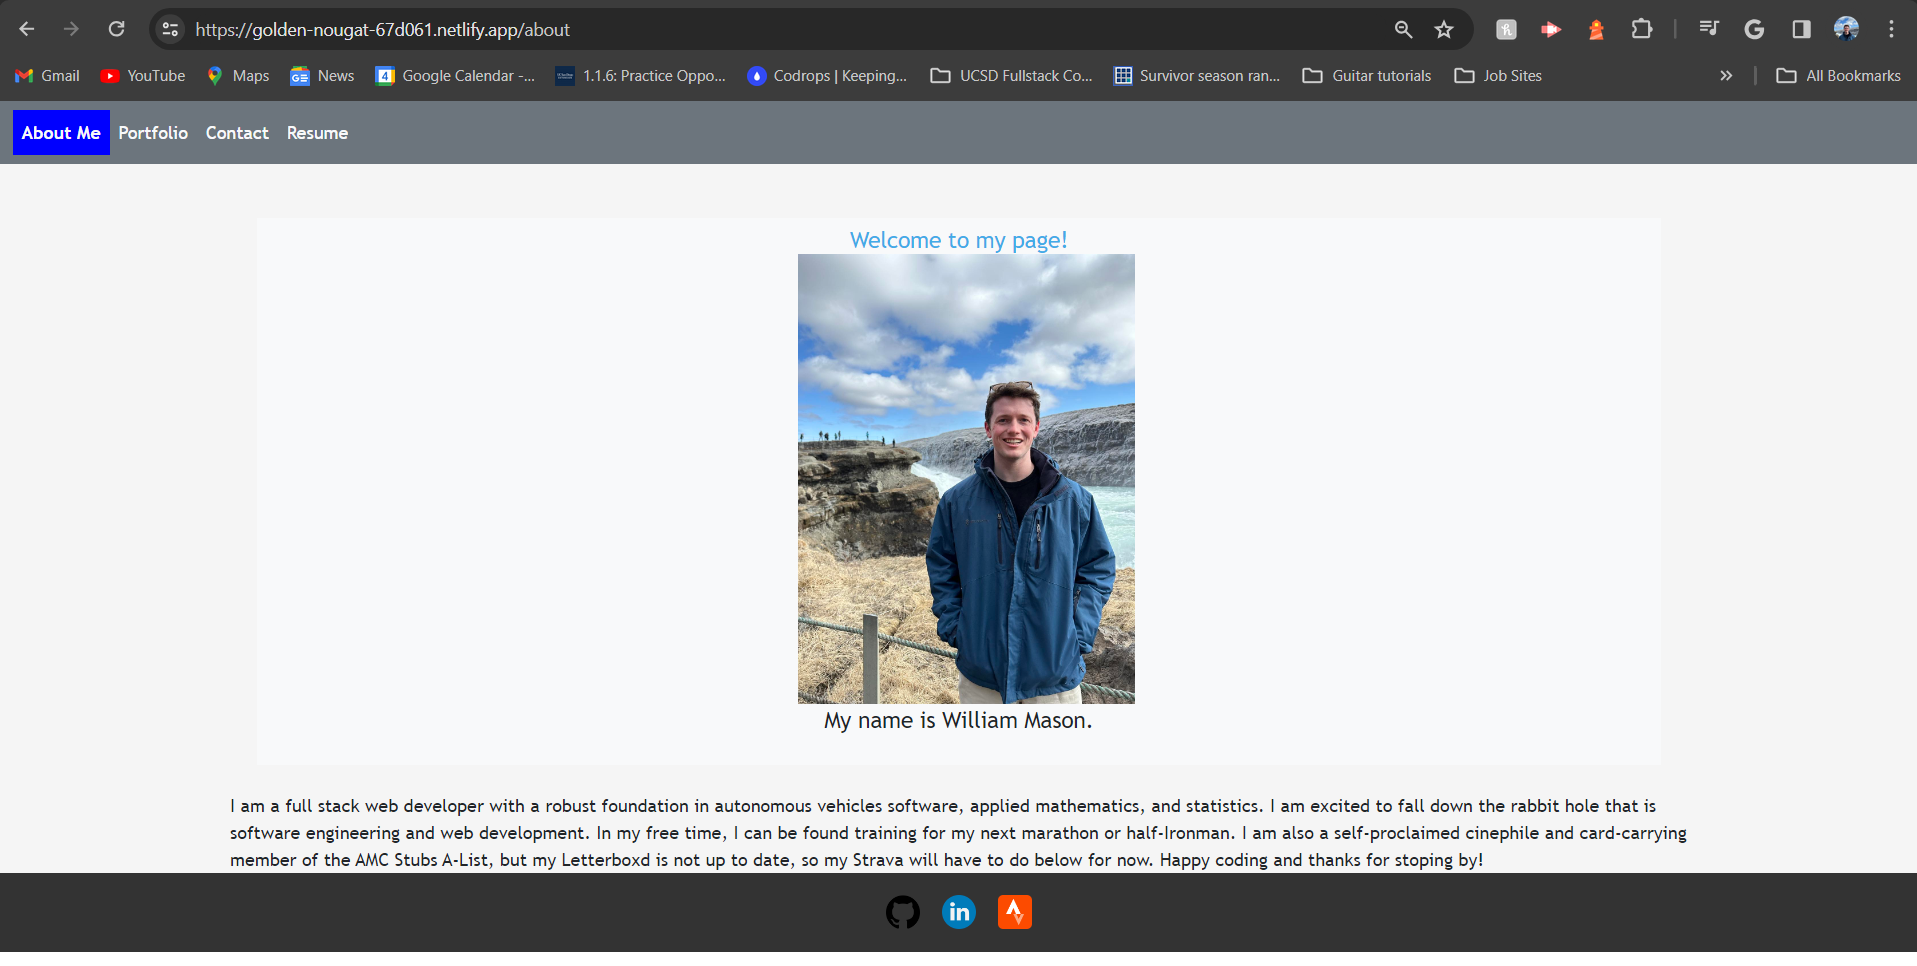 https://golden-nougat-67d061.netlify.app/about
Gmail YouTube Maps News Google Calendar -... 1.1.6: Practice Oppo... Codrops | Keeping... UCSD Fullstack Co... Survivor season ran... Guitar tutorials Job Sites » All Bookmarks
About Me Portfolio Contact Resume
Welcome to my page!
My name is William Mason.
I am a full stack web developer with a robust foundation in autonomous vehicles software, applied mathematics, and statistics. I am excited to fall down the rabbit hole that is
software engineering and web development. In my free time, I can be found training for my next marathon or half-Ironman. I am also a self-proclaimed cinephile and card-carrying
member of the AMC Stubs A-List, but my Letterboxd is not up to date, so my Strava will have to do below for now. Happy coding and thanks for stoping by!
in